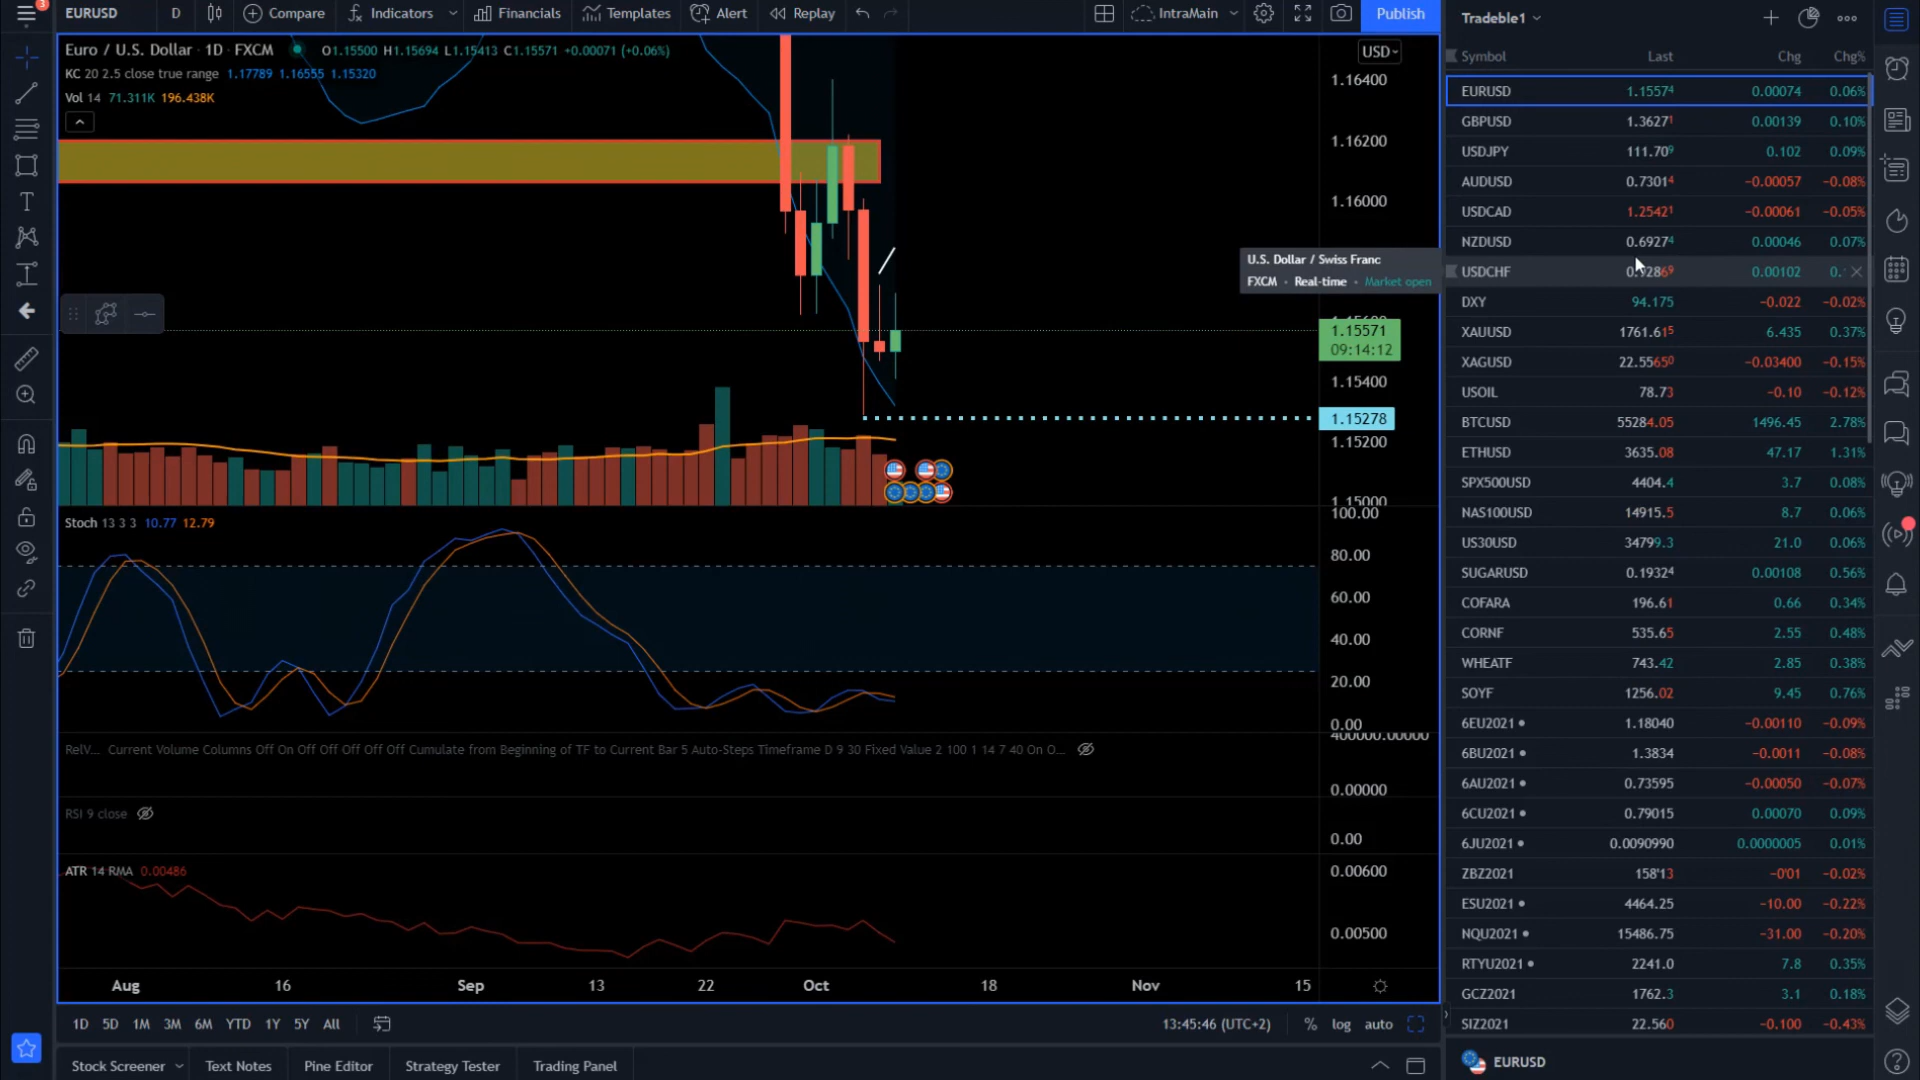 3
EURUSD D Compare Indicators Financials Templates Alert Replay IntraMain Publish
Euro / U.S. Dollar · 1D · FXCM O1.15500 H1.15694 L1.15413 C1.15571 +0.00071 (+0.06%)
KC 20 2.5 close true range 1.17789 1.16555 1.15320
Vol 14 71.311K 196.438K
USD
1.16400
1.16200
1.16000
U.S. Dollar / Swiss Franc
FXCM · Real-time · Market open
1.15571
09:14:12
1.15400
1.15278
1.15200
1.15000
Stoch 13 3 3 10.77 12.79
100.00
80.00
60.00
40.00
20.00
0.00
RelV... Current Volume Columns Off On Off Off Off Off Off Cumulate from Beginning of TF to Current Bar 5 Auto-Steps Timeframe D 9 30 Fixed Value 2 100 1 14 7 40 On O...
400000.00000
0.00000
RSI 9 close
0.00
ATR 14 RMA 0.00486
0.00600
0.00500
Aug 16 Sep 13 22 Oct 18 Nov 15
1D 5D 1M 3M 6M YTD 1Y 5Y All
13:45:46 (UTC+2) % log auto
Stock Screener Text Notes Pine Editor Strategy Tester Trading Panel
Tradeble1
Symbol Last Chg Chg%
EURUSD 1.15574 0.00074 0.06%
GBPUSD 1.36271 0.00139 0.10%
USDJPY 111.709 0.102 0.09%
AUDUSD 0.73014 −0.00057 −0.08%
USDCAD 1.25421 −0.00061 −0.05%
NZDUSD 0.69274 0.00046 0.07%
USDCHF 0.00102
DXY 94.175 −0.022 −0.02%
XAUUSD 1761.615 6.435 0.37%
XAGUSD 22.55650 −0.03400 −0.15%
USOIL 78.73 −0.10 −0.12%
BTCUSD 55284.05 1496.45 2.78%
ETHUSD 3635.08 47.17 1.31%
SPX500USD 4404.4 3.7 0.08%
NAS100USD 14915.5 8.7 0.06%
US30USD 34799.3 21.0 0.06%
SUGARUSD 0.19324 0.00108 0.56%
COFARA 196.61 0.66 0.34%
CORNF 535.65 2.55 0.48%
WHEATF 743.42 2.85 0.38%
SOYF 1256.02 9.45 0.76%
6EU2021 1.18040 −0.00110 −0.09%
6BU2021 1.3834 −0.0011 −0.08%
6AU2021 0.73595 −0.00050 −0.07%
6CU2021 0.79015 0.00070 0.09%
6JU2021 0.0090990 0.0000005 0.01%
ZBZ2021 158'13 −0'01 −0.02%
ESU2021 4464.25 −10.00 −0.22%
NQU2021 15486.75 −31.00 −0.20%
RTYU2021 2241.0 7.8 0.35%
GCZ2021 1762.3 3.1 0.18%
SIZ2021 22.560 −0.100 −0.43%
EURUSD